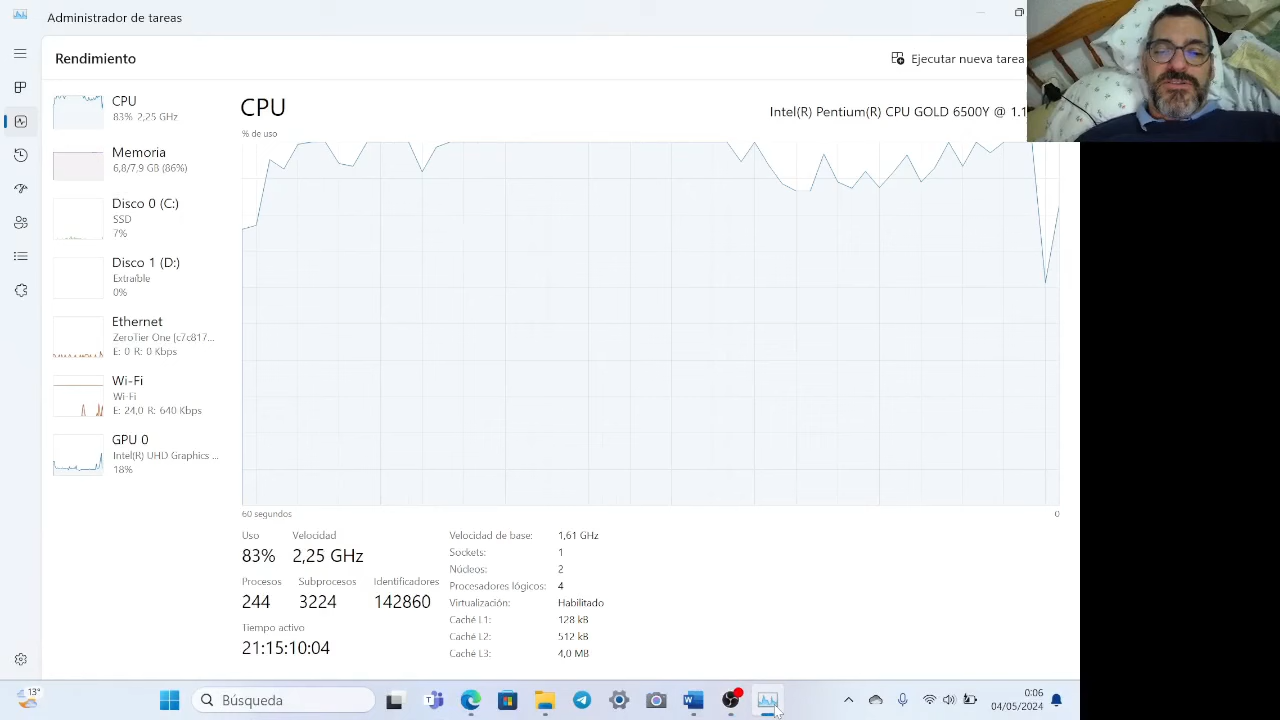 Administrador de tareas
Rendimiento
Ejecutar nueva tarea
CPU
83% 2,25 GHz
Memoria
6,8/7,9 GB (86%)
Disco 0 (C:)
SSD
7%
Disco 1 (D:)
Extraíble
0%
Ethernet
ZeroTier One [c7c817...
E: 0 R: 0 Kbps
Wi-Fi
Wi-Fi
E: 24,0 R: 640 Kbps
GPU 0
Intel(R) UHD Graphics ...
18%
CPU
Intel(R) Pentium(R) CPU GOLD 6500Y @ 1.1
% de uso
60 segundos
0
Uso
Velocidad
83%
2,25 GHz
Procesos
Subprocesos
Identificadores
244
3224
142860
Tiempo activo
21:15:10:04
Velocidad de base:
1,61 GHz
Sockets:
1
Núcleos:
2
Procesadores lógicos:
4
Virtualización:
Habilitado
Caché L1:
128 kB
Caché L2:
512 kB
Caché L3:
4,0 MB
13°
Búsqueda
0:06
04/05/2024